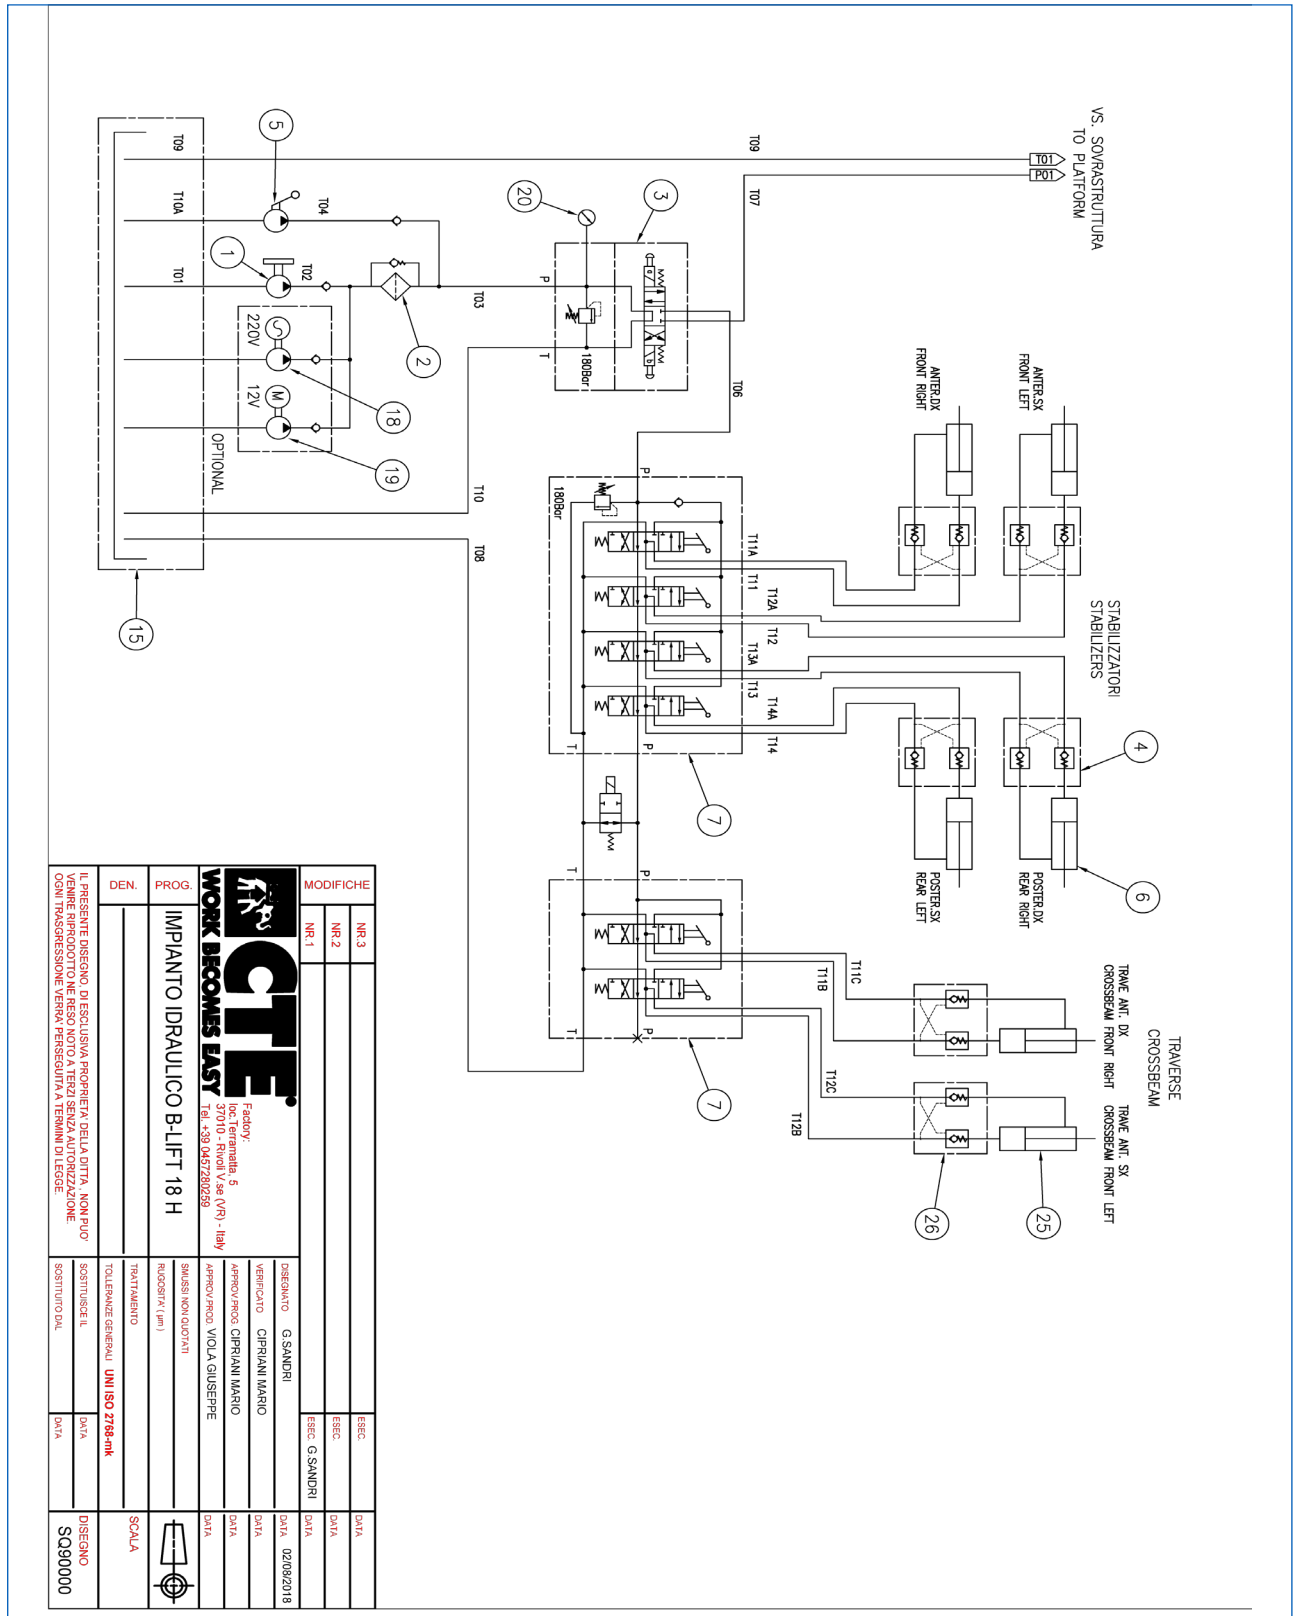 VS. SOVRASTRUTTURA
TO PLATFORM
T01
P01
T09
T07
T09
T10A
T01
5
T04
1
T02
2
T03
20
3
P
T
180Bar
a
b
220V
12V
M
18
19
OPTIONAL
T10
T08
15
T06
ANTER.SX
FRONT LEFT
ANTER.DX
FRONT RIGHT
STABILIZZATORI
STABILIZERS
P
180Bar
T11A
T11
T12A
T12
T13A
T13
T14A
T14
T
P
7
4
6
POSTER.DX
REAR RIGHT
POSTER.SX
REAR LEFT
T
P
T11C
T11B
T12C
T12B
T
P
7
TRAVERSE
CROSSBEAM
TRAVE ANT. DX
CROSSBEAM FRONT RIGHT
TRAVE ANT. SX
CROSSBEAM FRONT LEFT
25
26
MODIFICHE
NR.3
ESEC.
DATA
NR.2
ESEC.
DATA
NR.1
ESEC. G.SANDRI
DATA
CTE
WORK BECOMES EASY
Factory:
loc.Terramatta, 5
37010 - Rivoli V.se (VR) - Italy
Tel. +39 0457280259
DISEGNATO G.SANDRI
DATA 02/08/2018
VERIFICATO CIPRIANI MARIO
DATA
APPROV.PROG. CIPRIANI MARIO
DATA
APPROV.PROD. VIOLA GIUSEPPE
DATA
PROG.
IMPIANTO IDRAULICO B-LIFT 18 H
SMUSSI NON QUOTATI
RUGOSITA' ( µm )
DEN.
TRATTAMENTO
TOLLERANZE GENERALI UNI ISO 2768-mk
SCALA
IL PRESENTE DISEGNO, DI ESCLUSIVA PROPRIETA' DELLA DITTA , NON PUO'
VENIRE RIPRODOTTO NE RESO NOTO A TERZI SENZA AUTORIZZAZIONE.
OGNI TRASGRESSIONE VERRA' PERSEGUITA A TERMINI DI LEGGE.
SOSTITUISCE IL
DATA
SOSTITUITO DAL
DATA
DISEGNO
SQ90000